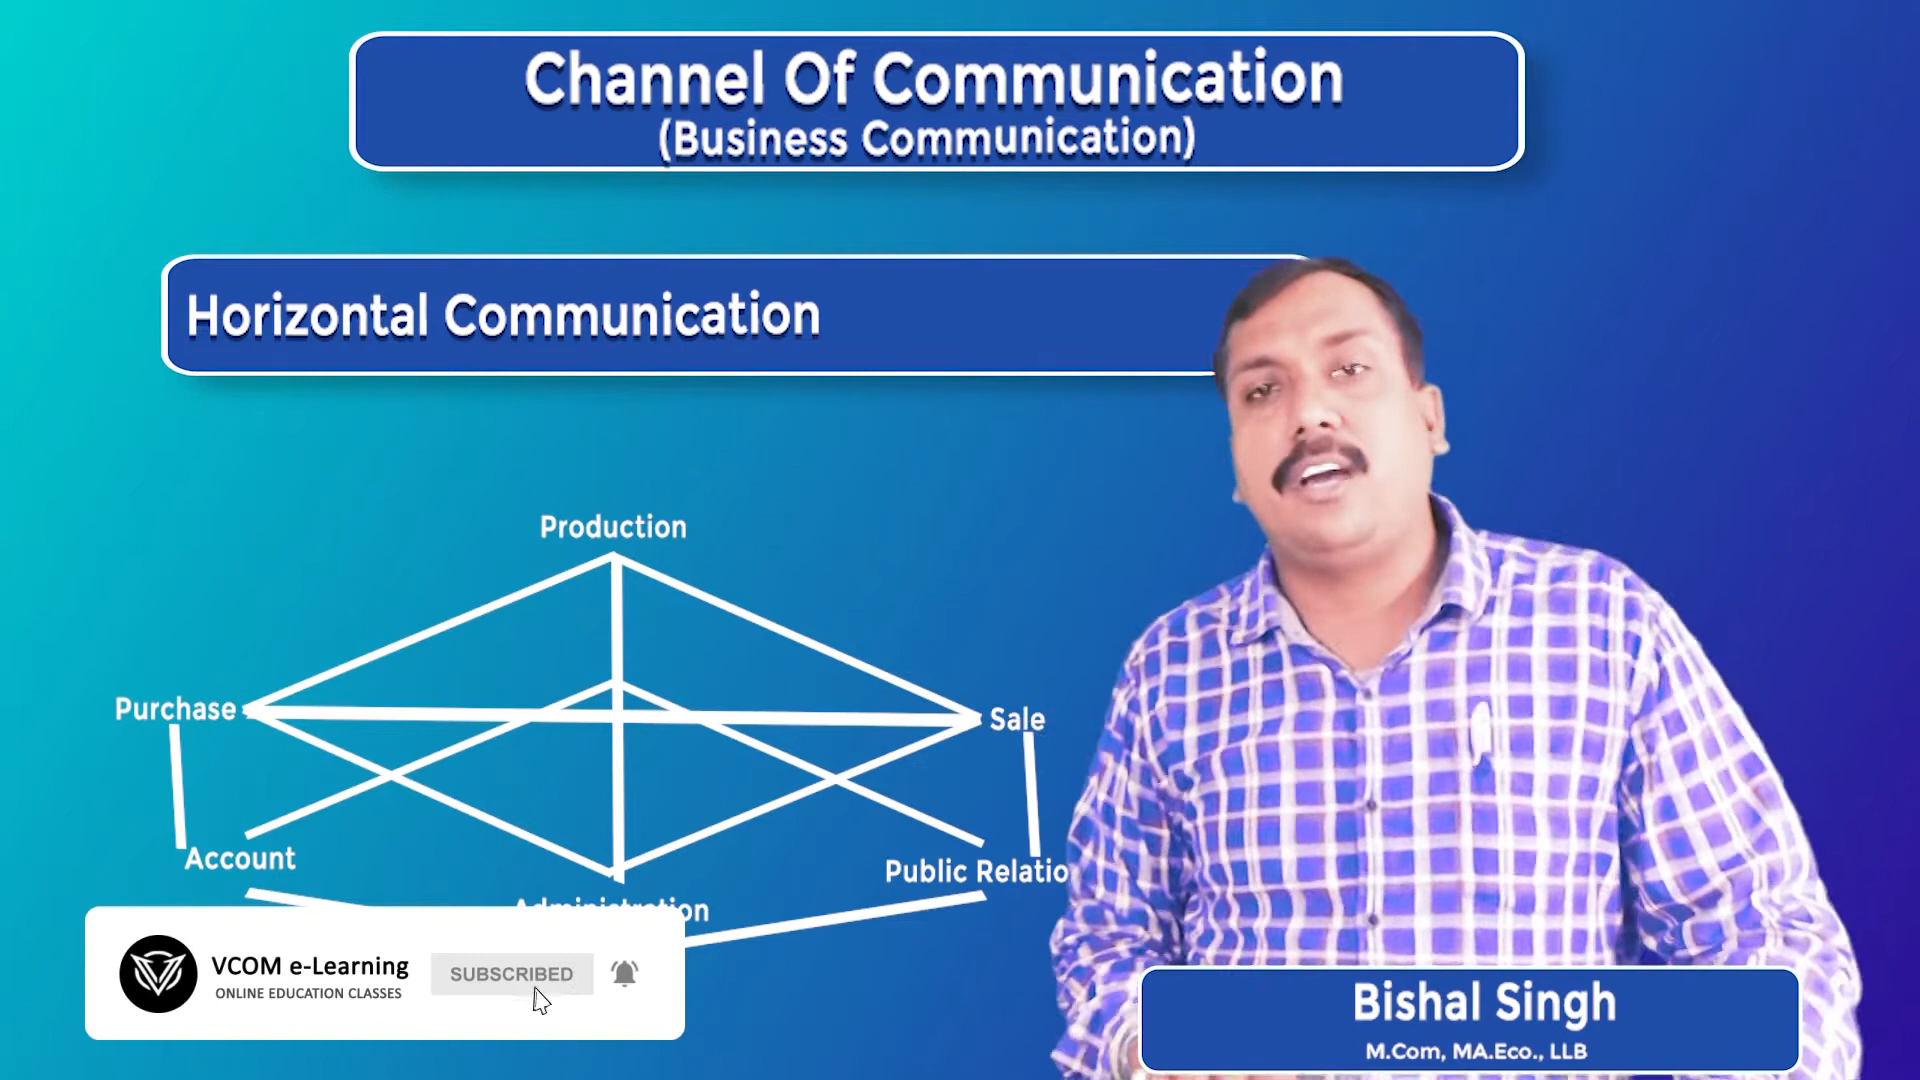 Channel Of Communication
(Business Communication)
Horizontal Communication
Production
Purchase
Sale
Account
Public Relatio
Administration
VCOM e-Learning
ONLINE EDUCATION CLASSES
SUBSCRIBED
Bishal Singh
M.Com, MA.Eco., LLB